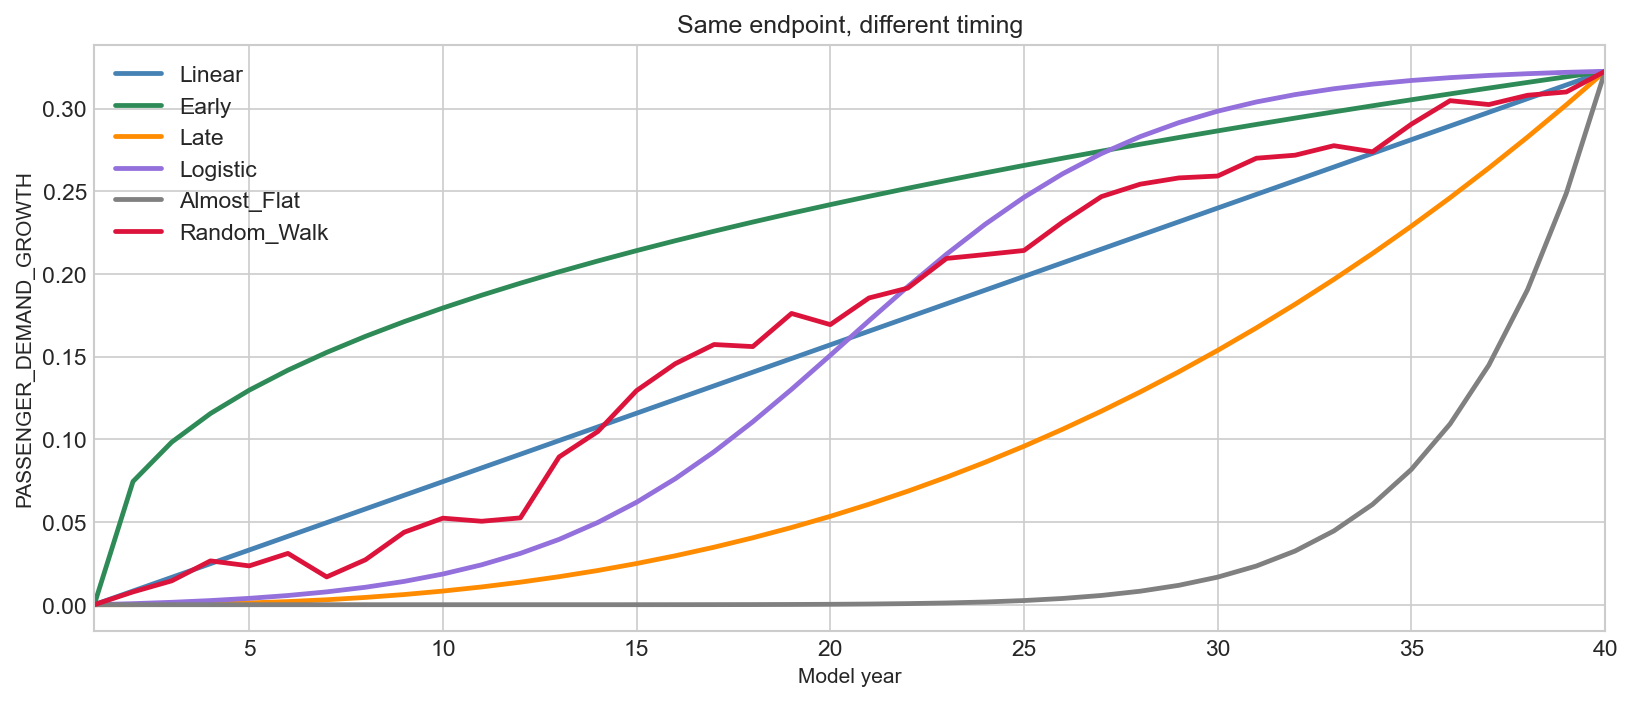 Same endpoint, different timing
Linear
Early
Late
Logistic
Almost_Flat
Random_Walk
PASSENGER_DEMAND_GROWTH
0.30
0.25
0.20
0.15
0.10
0.05
0.00
5 10 15 20 25 30 35 40
Model year